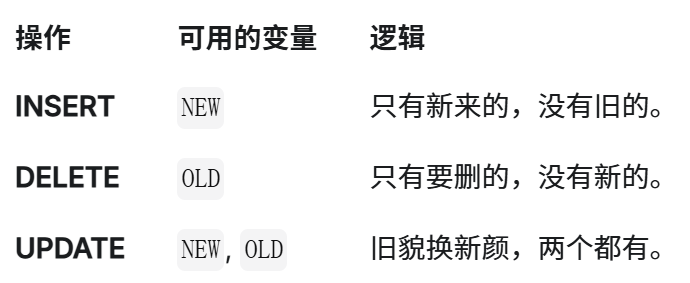 操作 可用的变量 逻辑
INSERT NEW 只有新来的，没有旧的。
DELETE OLD 只有要删的，没有新的。
UPDATE NEW, OLD 旧貌换新颜，两个都有。